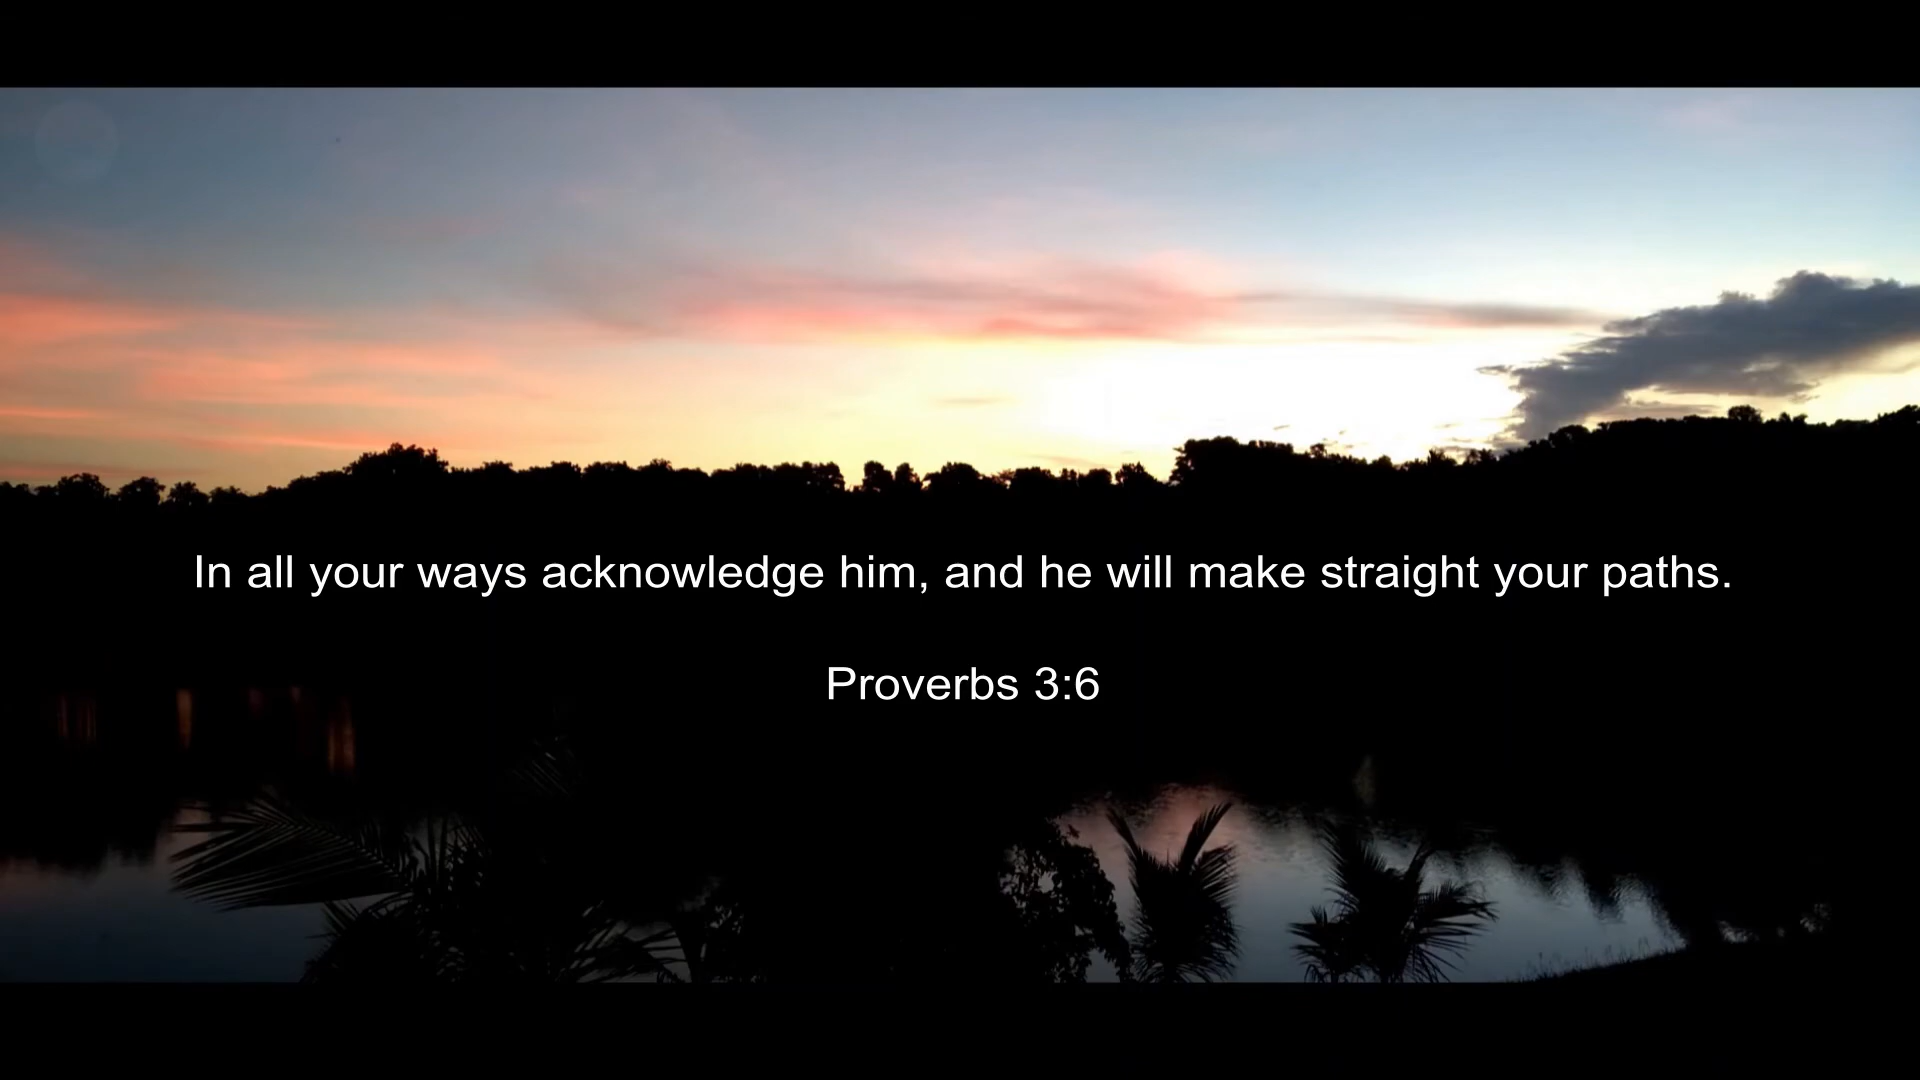 In all your ways acknowledge him, and he will make straight your paths.
Proverbs 3:6